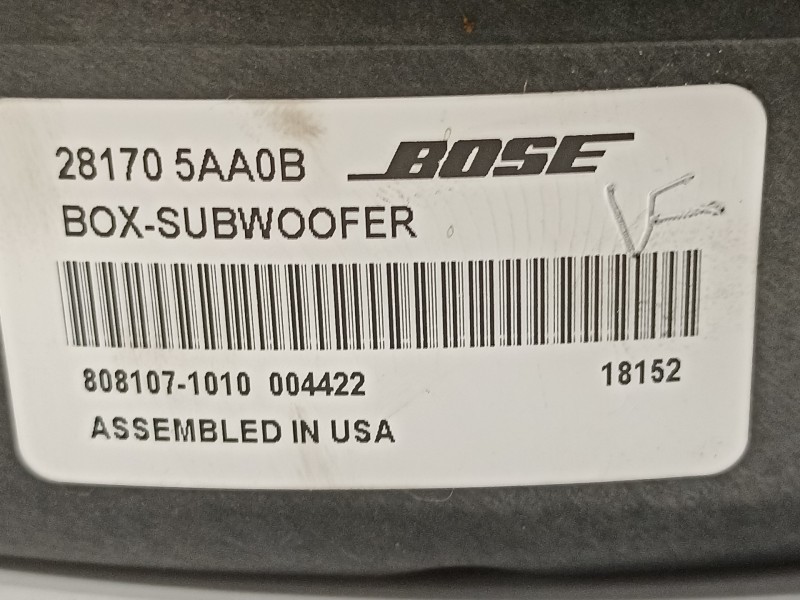 28170 5AA0B BOSE
BOX-SUBWOOFER
808107-1010 004422 18152
ASSEMBLED IN USA